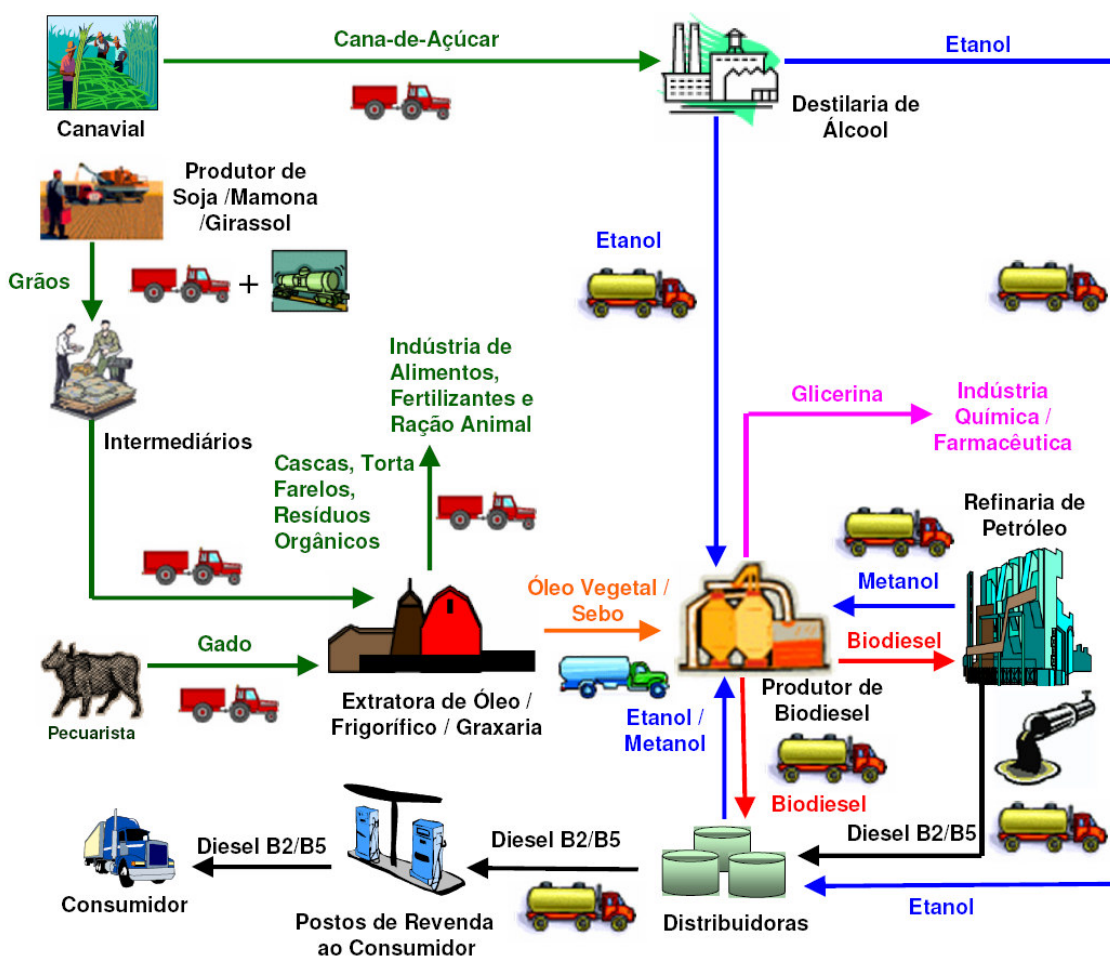 Cana-de-Açúcar
Etanol
Canavial
Destilaria de
Álcool
Produtor de
Soja /Mamona
/Girassol
Etanol
Grãos
+
Indústria de
Alimentos,
Fertilizantes e
Ração Animal
Glicerina
Indústria
Química /
Farmacêutica
Intermediários
Cascas, Torta
Farelos,
Resíduos
Orgânicos
Refinaria de
Petróleo
Metanol
Óleo Vegetal /
Sebo
Biodiesel
Gado
Extratora de Óleo /
Frigorífico / Graxaria
Produtor de
Biodiesel
Pecuarista
Etanol /
Metanol
Biodiesel
Diesel B2/B5
Diesel B2/B5
Diesel B2/B5
Consumidor
Postos de Revenda
ao Consumidor
Distribuidoras
Etanol